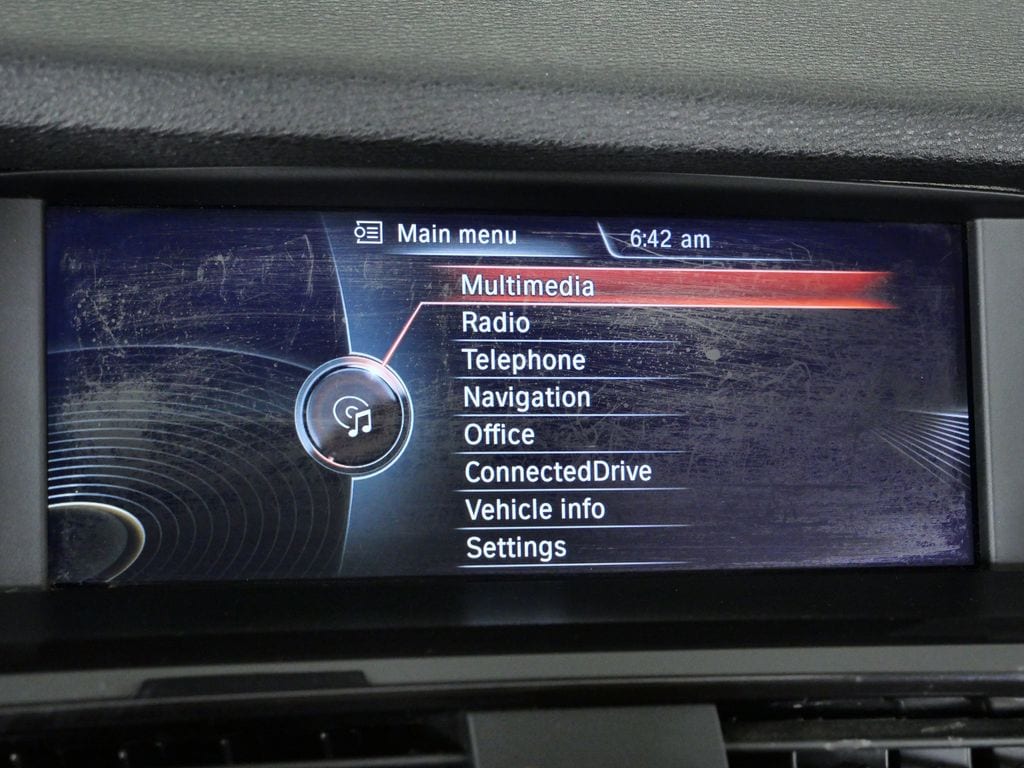 Main menu 6:42 am
Multimedia
Radio
Telephone
Navigation
Office
ConnectedDrive
Vehicle info
Settings